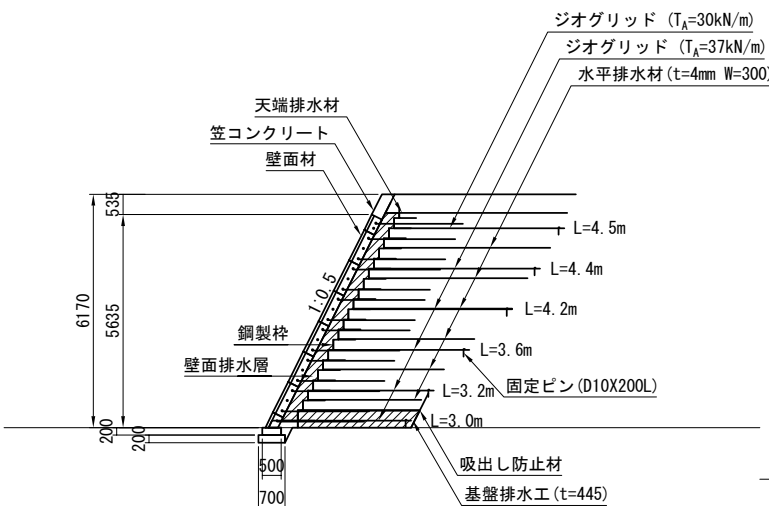 ジオグリッド (TA=30kN/m)
ジオグリッド (TA=37kN/m)
水平排水材(t=4mm W=300)
天端排水材
笠コンクリート
壁面材
535
6170
5635
1:0.5
L=4.5m
L=4.4m
L=4.2m
鋼製枠
L=3.6m
壁面排水層
固定ピン(D10X200L)
L=3.2m
L=3.0m
200
200
500
700
吸出し防止材
基盤排水工(t=445)